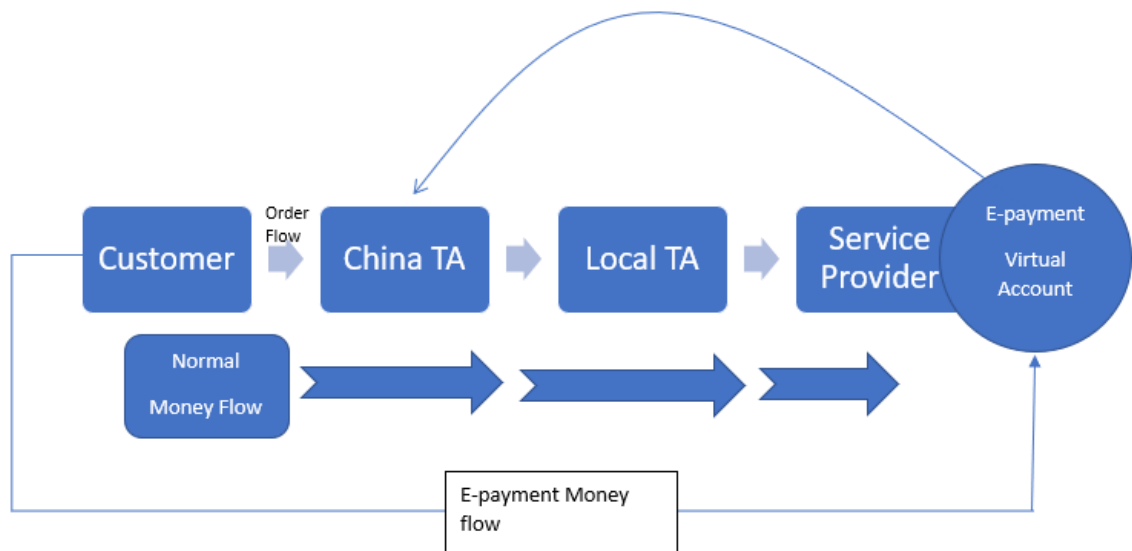 Order
Flow
Customer
China TA
Local TA
Service
Provider
E-payment
Virtual
Account
Normal
Money Flow
E-payment Money
flow